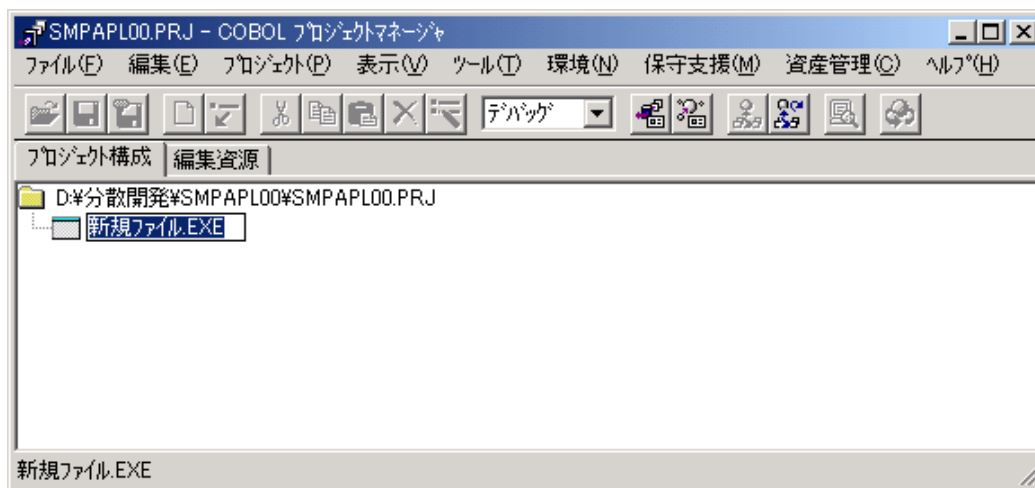 SMPAPL00.PRJ - COBOL ﾌﾟﾛｼﾞｪｸﾄﾏﾈｰｼﾞｬ
ﾌｧｲﾙ(F) 編集(E) ﾌﾟﾛｼﾞｪｸﾄ(P) 表示(V) ﾂｰﾙ(T) 環境(N) 保守支援(M) 資産管理(C) ﾍﾙﾌﾟ(H)
ﾃﾞﾊﾞｯｸﾞ
ﾌﾟﾛｼﾞｪｸﾄ構成 編集資源
D:¥分散開発¥SMPAPL00¥SMPAPL00.PRJ
新規ﾌｧｲﾙ.EXE
新規ﾌｧｲﾙ.EXE